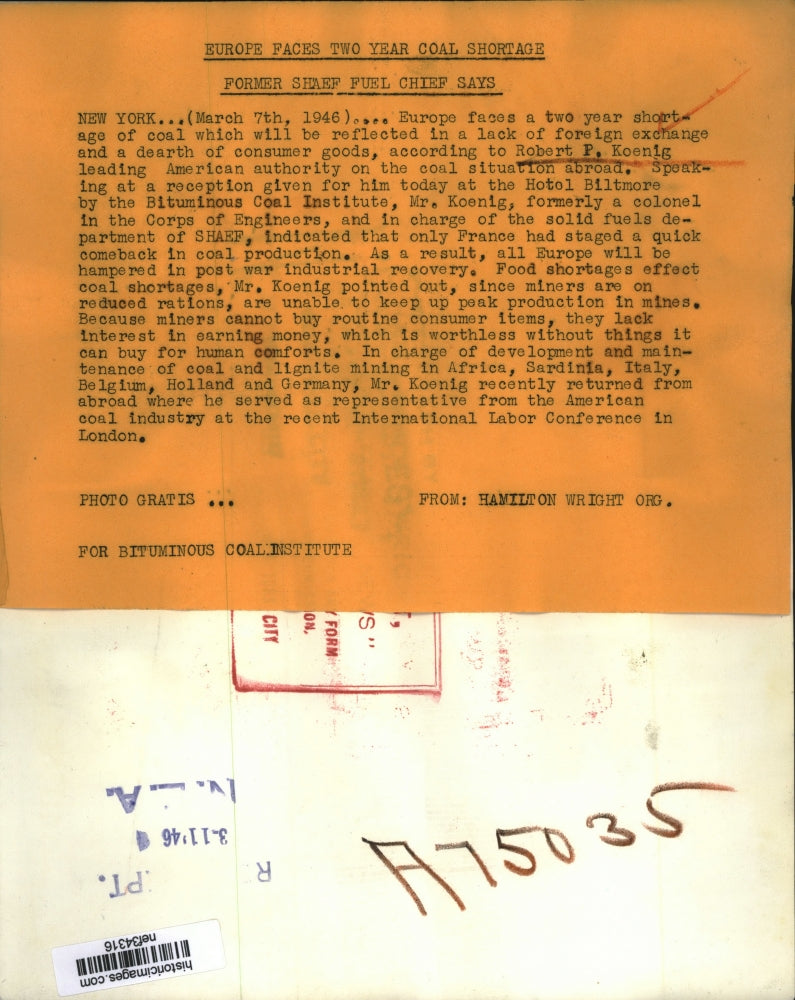 EUROPE FACES TWO YEAR COAL SHORTAGE
FORMER SHAEF FUEL CHIEF SAYS
NEW YORK...(March 7th, 1946)..... Europe faces a two year short-
age of coal which will be reflected in a lack of foreign exchange
and a dearth of consumer goods, according to Robert P. Koenig
leading American authority on the coal situation abroad. Speak-
ing at a reception given for him today at the Hotel Biltmore
by the Bituminous Coal Institute, Mr. Koenig, formerly a colonel
in the Corps of Engineers, and in charge of the solid fuels de-
partment of SHAEF, indicated that only France had staged a quick
comeback in coal production. As a result, all Europe will be
hampered in post war industrial recovery. Food shortages effect
coal shortages, Mr. Koenig pointed out, since miners are on
reduced rations, are unable to keep up peak production in mines.
Because miners cannot buy routine consumer items, they lack
interest in earning money, which is worthless without things it
can buy for human comforts. In charge of development and main-
tenance of coal and lignite mining in Africa, Sardinia, Italy,
Belgium, Holland and Germany, Mr. Koenig recently returned from
abroad where he served as representative from the American
coal industry at the recent International Labor Conference in
London.
PHOTO GRATIS ...
FROM: HAMILTON WRIGHT ORG.
FOR BITUMINOUS COAL INSTITUTE
FORM
ON.
CITY
3-11'46
R PT.
A75035
historicimages.com
nef34316